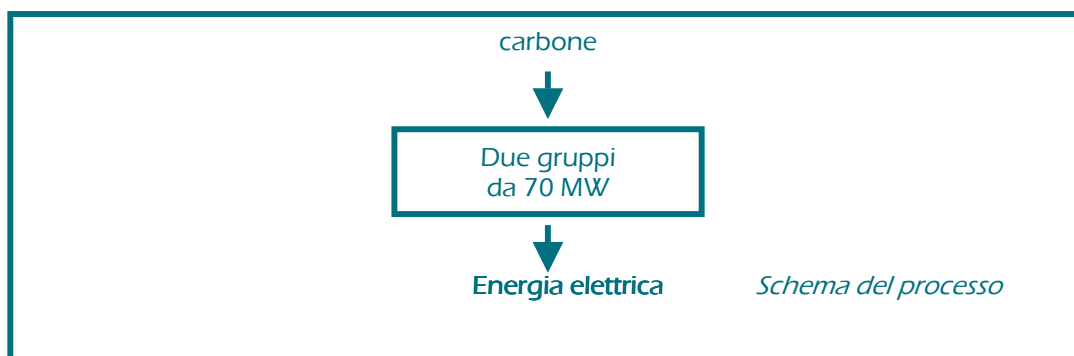 carbone
Due gruppi
da 70 MW
Energia elettrica
Schema del processo